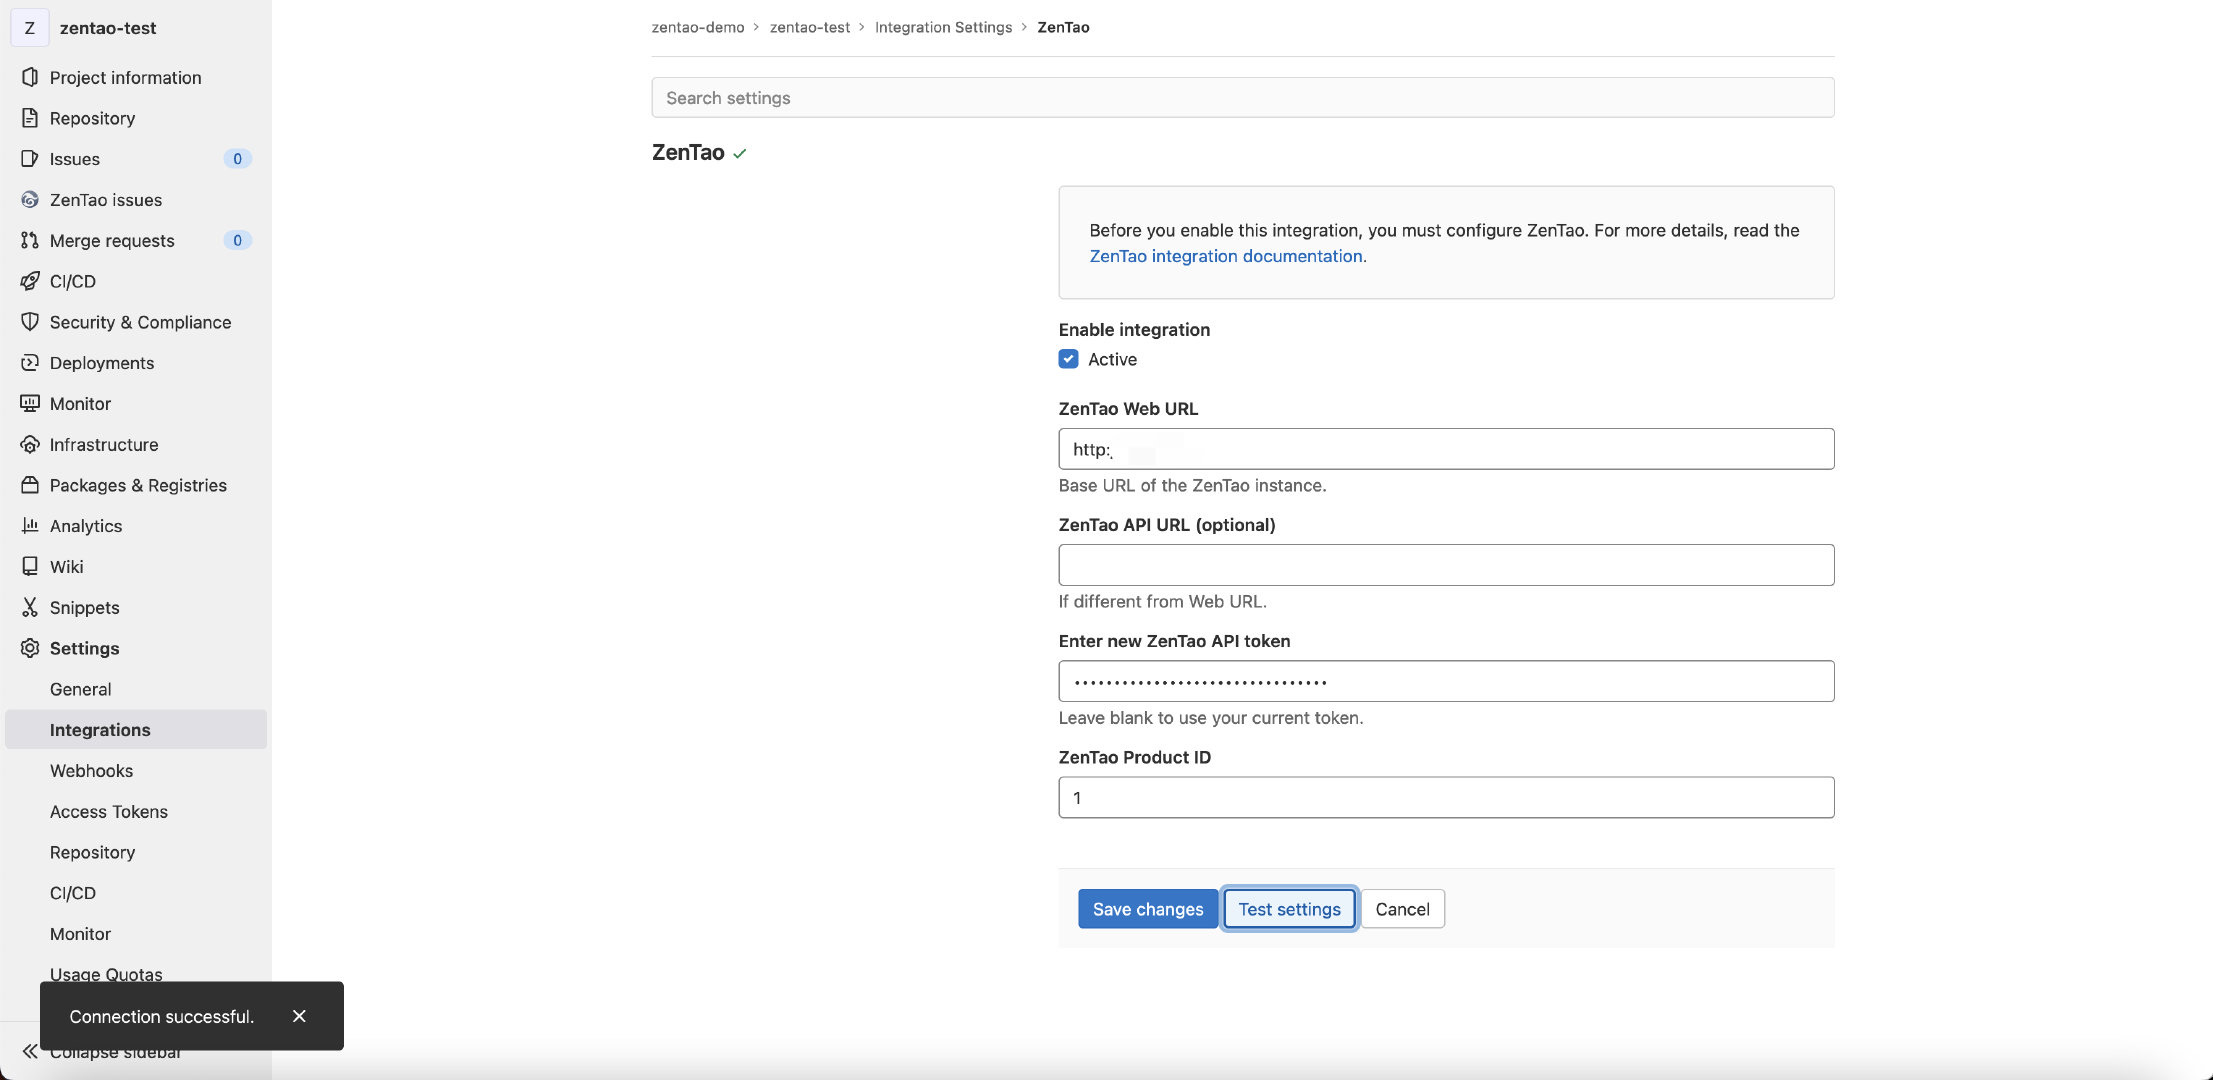 Z zentao-test
Project information
Repository
Issues 0
ZenTao issues
Merge requests 0
CI/CD
Security & Compliance
Deployments
Monitor
Infrastructure
Packages & Registries
Analytics
Wiki
Snippets
Settings
General
Integrations
Webhooks
Access Tokens
Repository
CI/CD
Monitor
Usage Quotas
Connection successful.
Collapse sidebar
zentao-demo > zentao-test > Integration Settings > ZenTao
Search settings
ZenTao
Before you enable this integration, you must configure ZenTao. For more details, read the
ZenTao integration documentation.
Enable integration
Active
ZenTao Web URL
http:
Base URL of the ZenTao instance.
ZenTao API URL (optional)
If different from Web URL.
Enter new ZenTao API token
Leave blank to use your current token.
ZenTao Product ID
1
Save changes Test settings Cancel